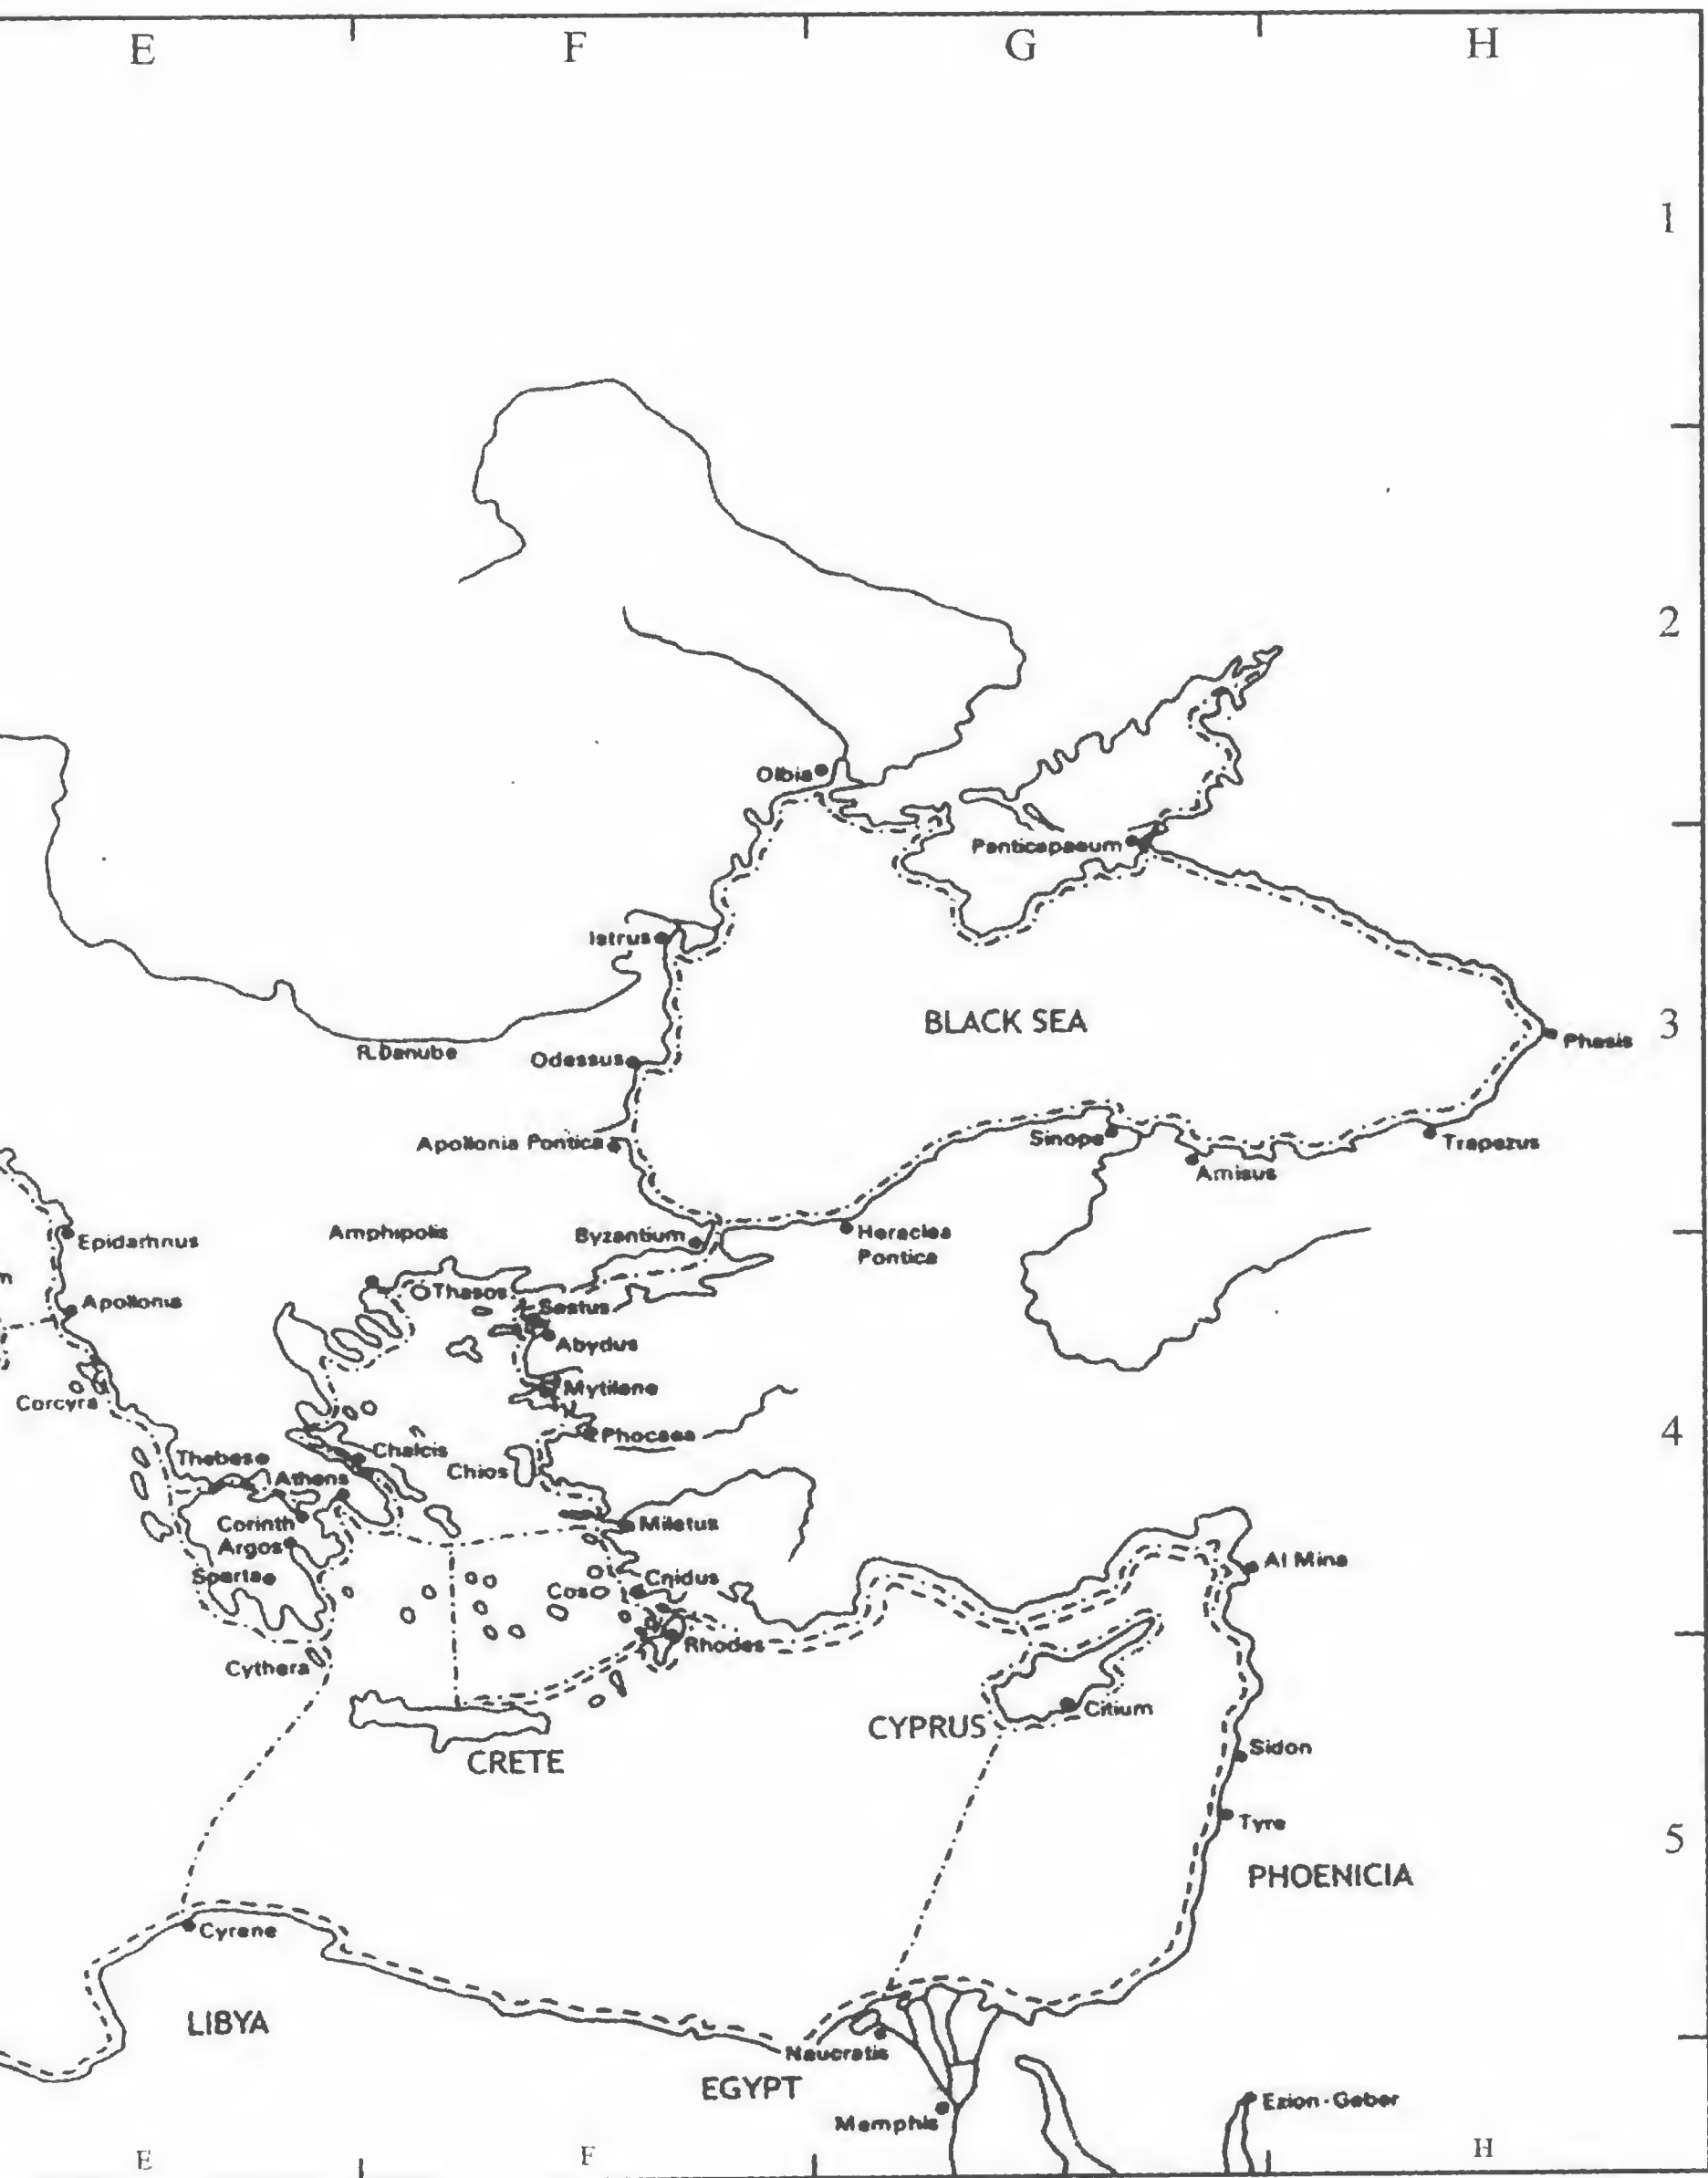 E
F
G
H
1
2
Olbia
Panticapaeum
Istrus
BLACK SEA
3
Phasis
R.Danube
Odessus
Apollonia Pontica
Sinope
Trapezus
Amisus
Epidamnus
Amphipolis
Byzantium
Heraclea
Pontica
Apollonia
Thasos
Sestus
Abydus
Corcyra
Mytilene
Phocaea
4
Thebes
Chalcis
Chios
Athens
Corinth
Miletus
Argos
Al Mina
Sparta
Cos
Cnidus
Rhodes
Cythera
Citium
CYPRUS
CRETE
Sidon
Tyre
5
PHOENICIA
Cyrene
LIBYA
Naucratis
EGYPT
Ezion-Geber
Memphis
E
F
H